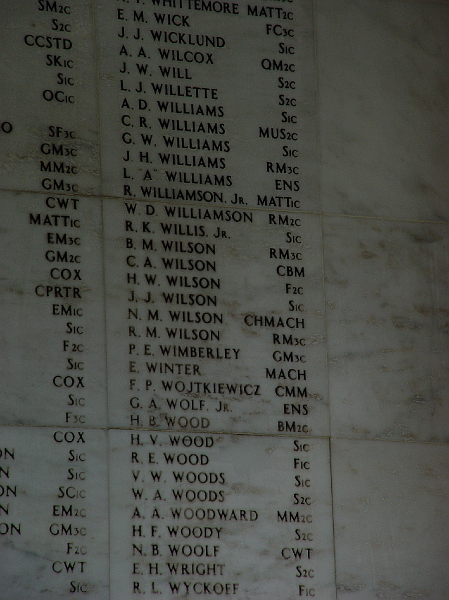 SM2C
S2C
CCSTD
SK1C
S1C
OC1C
SF3C
GM3C
MM2C
GM3C
CWT
MATT1C
EM3C
GM2C
COX
CPRTR
EM1C
S1C
F2C
S1C
COX
S1C
F3C
COX
S1C
S1C
SC1C
EM2C
GM3C
F2C
CWT
S1C
WHITTEMORE MATT2C
E. M. WICK FC3C
J. J. WICKLUND S1C
A. A. WILCOX QM2C
J. W. WILL S2C
L. J. WILLETTE S2C
A. D. WILLIAMS S1C
C. R. WILLIAMS MUS2C
G. W. WILLIAMS S1C
J. H. WILLIAMS RM3C
L. "A" WILLIAMS ENS
R. WILLIAMSON, JR. MATT1C
W. D. WILLIAMSON RM2C
R. K. WILLIS, JR. S1C
B. M. WILSON RM3C
C. A. WILSON CBM
H. W. WILSON F2C
J. J. WILSON S1C
N. M. WILSON CHMACH
R. M. WILSON RM3C
P. E. WIMBERLEY GM3C
E. WINTER MACH
F. P. WOJTKIEWICZ CMM
G. A. WOLF, JR. ENS
H. B. WOOD BM2C
H. V. WOOD S1C
R. E. WOOD F1C
V. W. WOODS S1C
W. A. WOODS S2C
A. A. WOODWARD MM2C
H. F. WOODY S2C
N. B. WOOLF CWT
E. H. WRIGHT S2C
R. L. WYCKOFF F1C